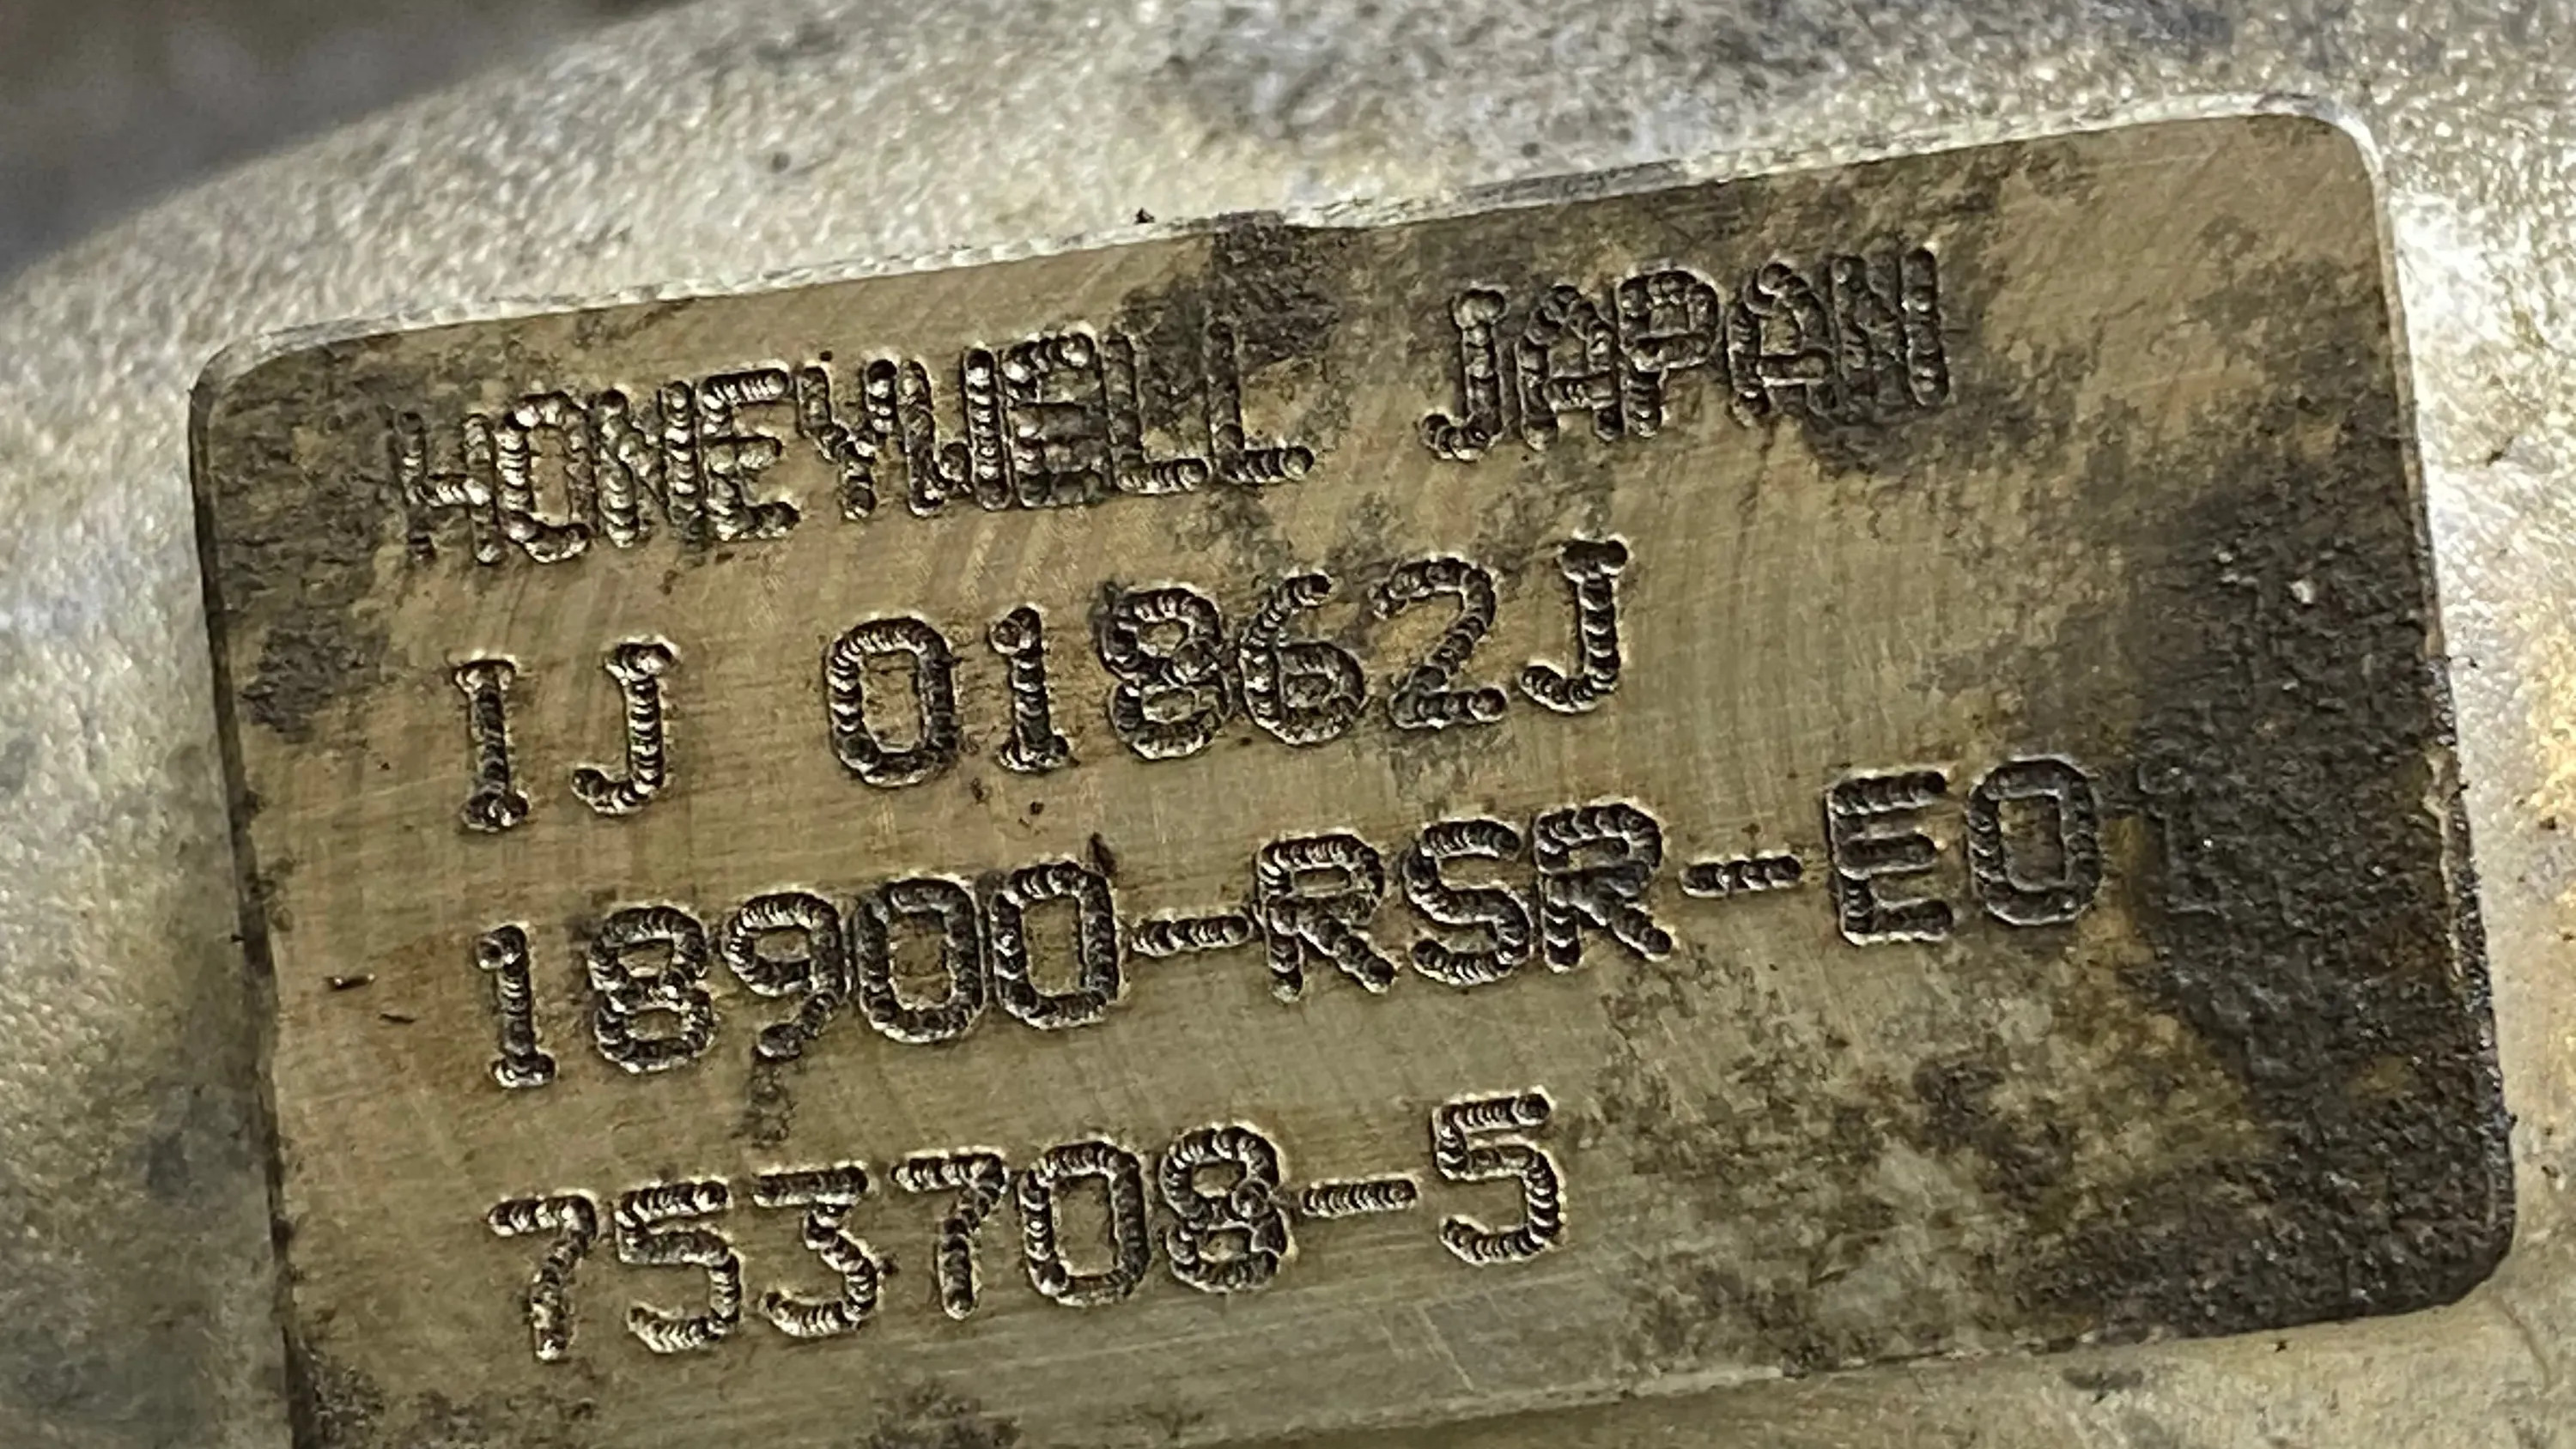 HONEYWELL JAPAN
IJ 01862J
18900-RSR-E0
753708-5